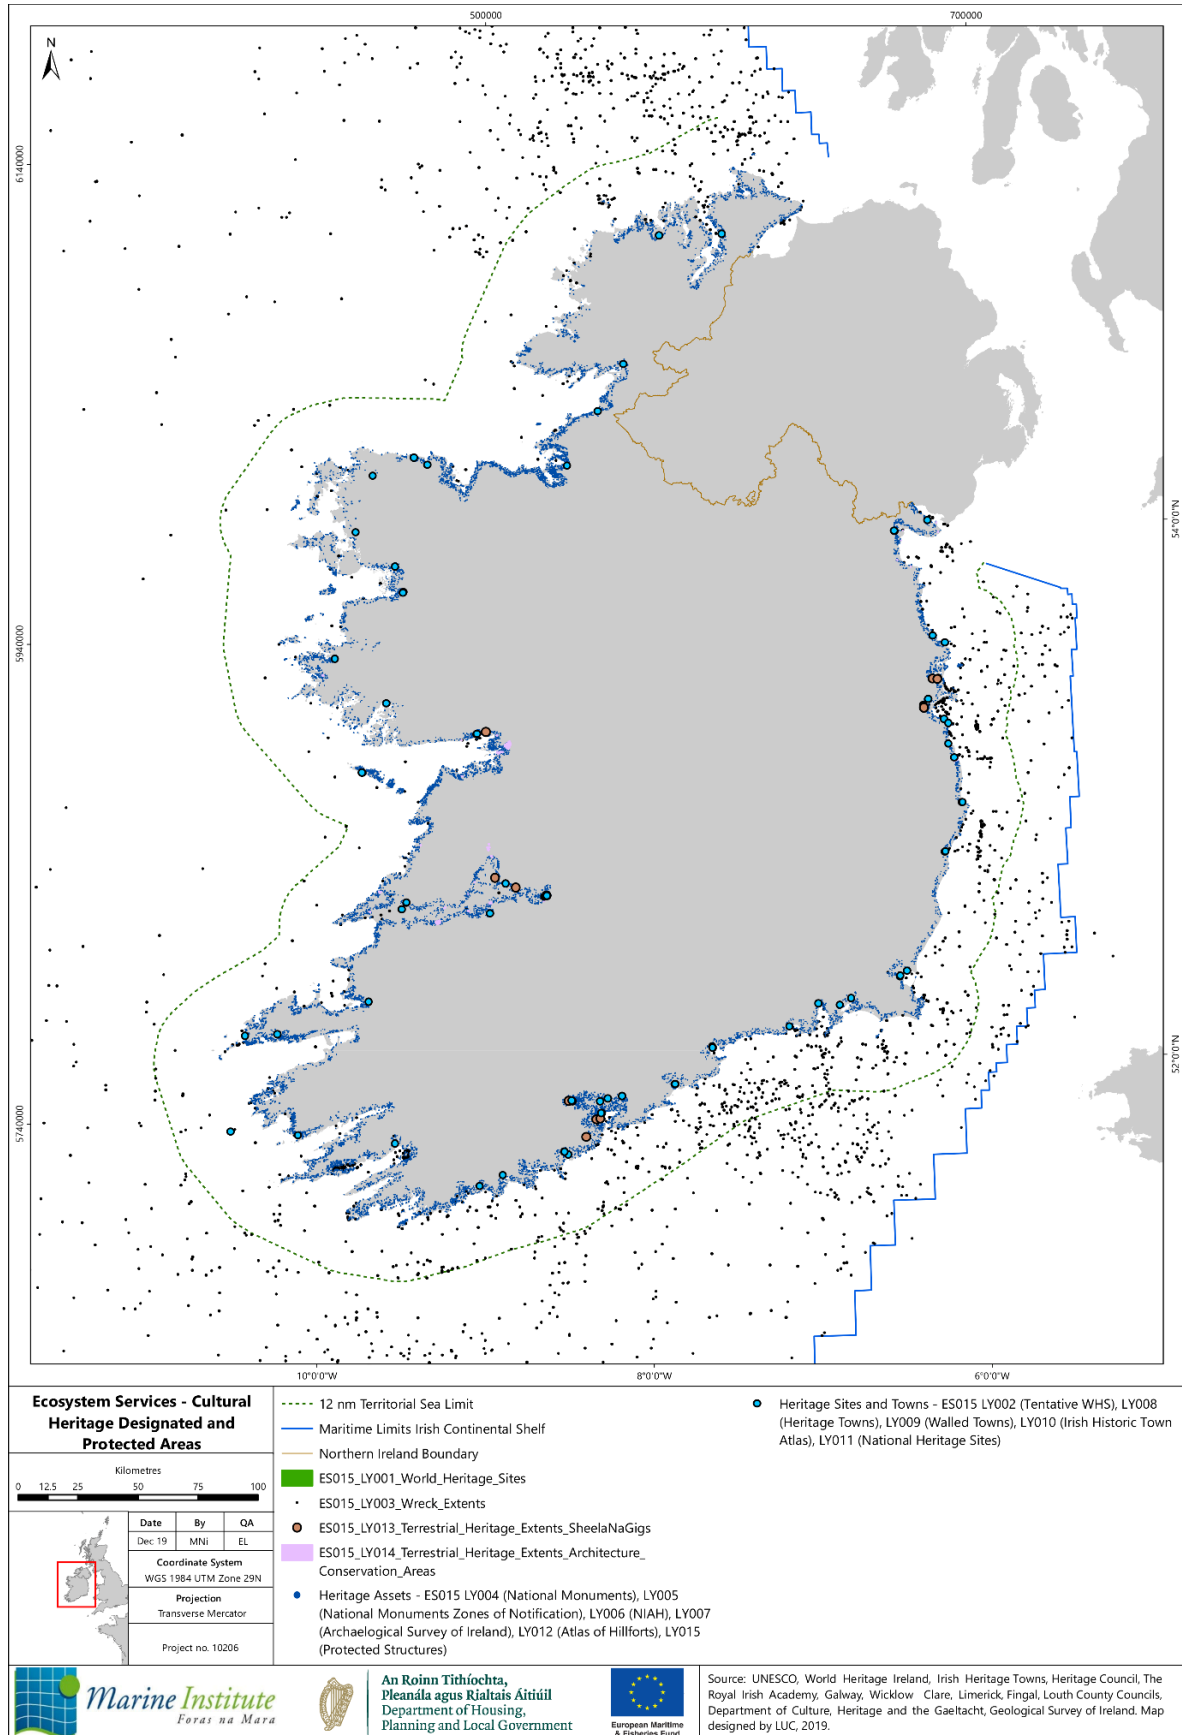 500000
700000
N
6140000
5940000
5740000
54°0'0"N
52°0'0"N
10°0'0"W
8°0'0"W
6°0'0"W
Ecosystem Services - Cultural
Heritage Designated and
Protected Areas
Kilometres
0 12.5 25 50 75 100
Date By QA
Dec 19 MNi EL
Coordinate System
WGS 1984 UTM Zone 29N
Projection
Transverse Mercator
Project no. 10206
12 nm Territorial Sea Limit
Maritime Limits Irish Continental Shelf
Northern Ireland Boundary
ES015_LY001_World_Heritage_Sites
ES015_LY003_Wreck_Extents
ES015_LY013_Terrestrial_Heritage_Extents_SheelaNaGigs
ES015_LY014_Terrestrial_Heritage_Extents_Architecture_
Conservation_Areas
Heritage Assets - ES015 LY004 (National Monuments), LY005
(National Monuments Zones of Notification), LY006 (NIAH), LY007
(Archaelogical Survey of Ireland), LY012 (Atlas of Hillforts), LY015
(Protected Structures)
Heritage Sites and Towns - ES015 LY002 (Tentative WHS), LY008
(Heritage Towns), LY009 (Walled Towns), LY010 (Irish Historic Town
Atlas), LY011 (National Heritage Sites)
Marine Institute
Foras na Mara
An Roinn Tithíochta,
Pleanála agus Rialtais Áitiúil
Department of Housing,
Planning and Local Government
European Maritime
& Fisheries Fund
Source: UNESCO, World Heritage Ireland, Irish Heritage Towns, Heritage Council, The
Royal Irish Academy, Galway, Wicklow Clare, Limerick, Fingal, Louth County Councils,
Department of Culture, Heritage and the Gaeltacht, Geological Survey of Ireland. Map
designed by LUC, 2019.